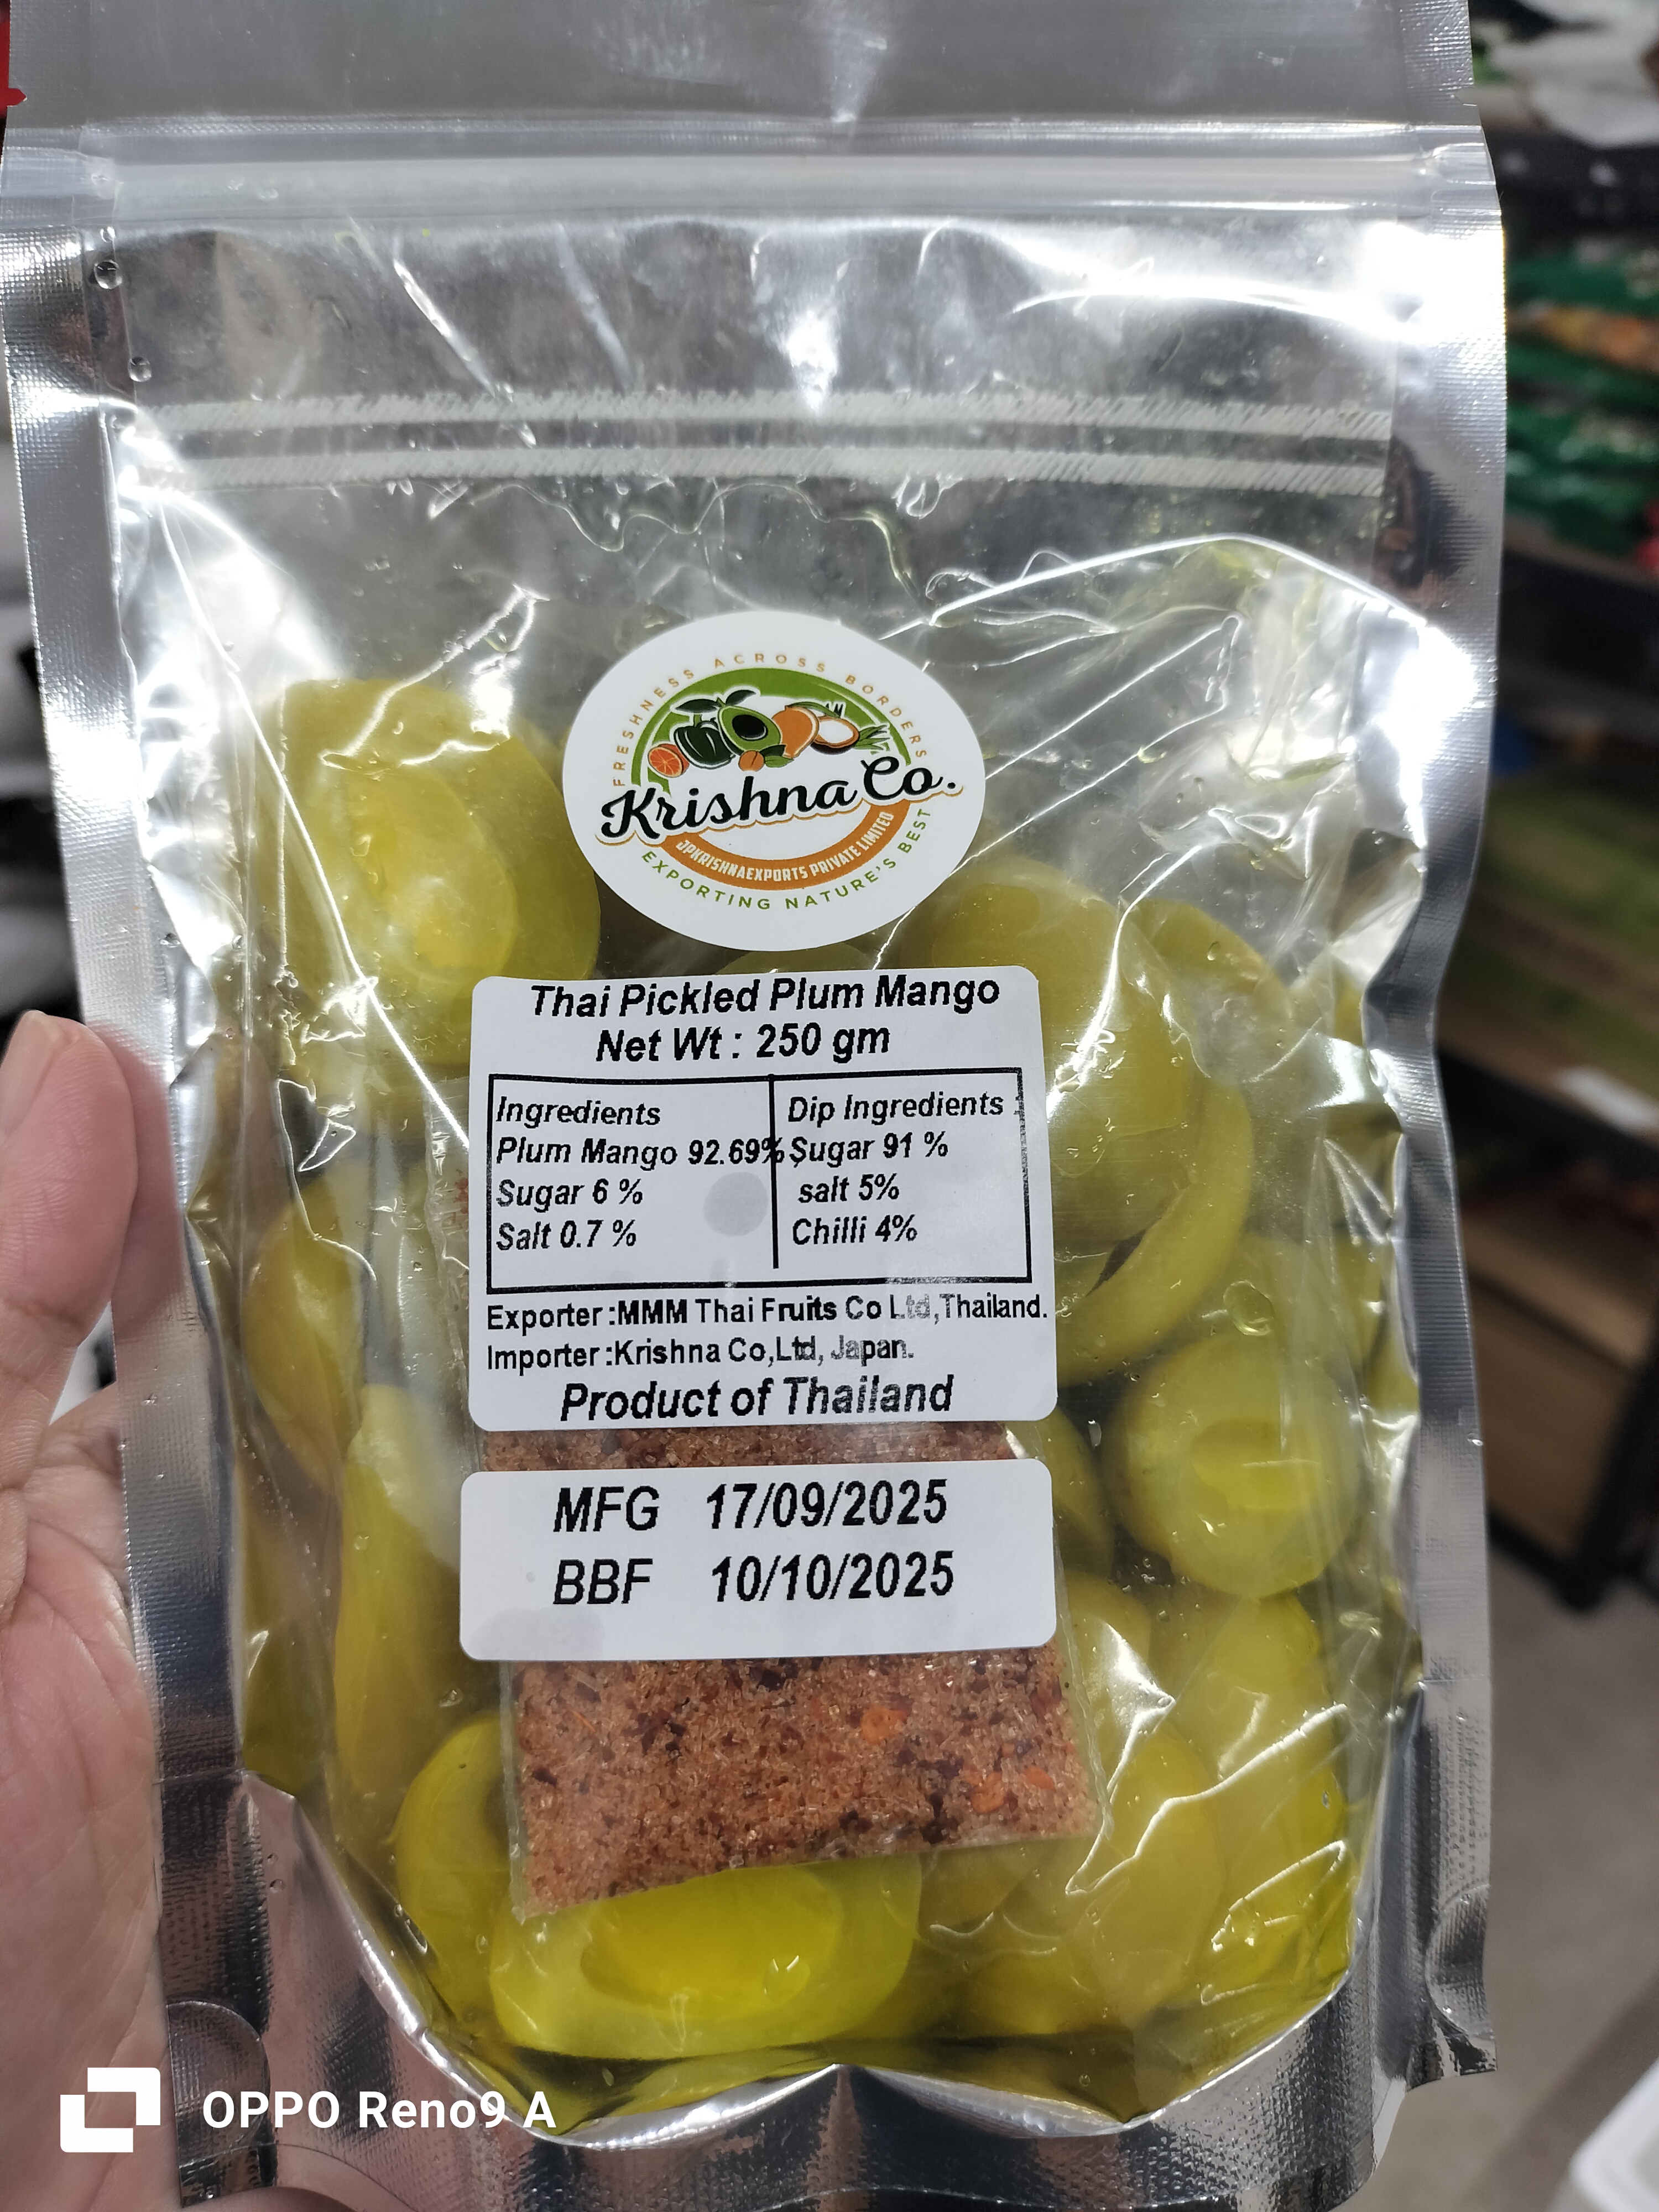 FRESHNESS ACROSS BORDERS
Krishna Co.
JPKRISHNAEXPORTS PRIVATE LIMITED
EXPORTING NATURE'S BEST
Thai Pickled Plum Mango
Net Wt : 250 gm
Ingredients
Plum Mango 92.69%
Sugar 6 %
Salt 0.7 %
Dip Ingredients :
Sugar 91 %
salt 5%
Chilli 4%
Exporter :MMM Thai Fruits Co Ltd,Thailand.
Importer :Krishna Co,Ltd, Japan.
Product of Thailand
MFG 17/09/2025
BBF 10/10/2025
OPPO Reno9 A